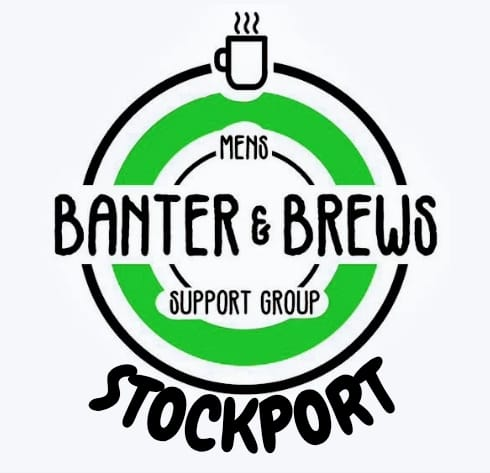 MENS
BANTER & BREWS
SUPPORT GROUP
STOCKPORT